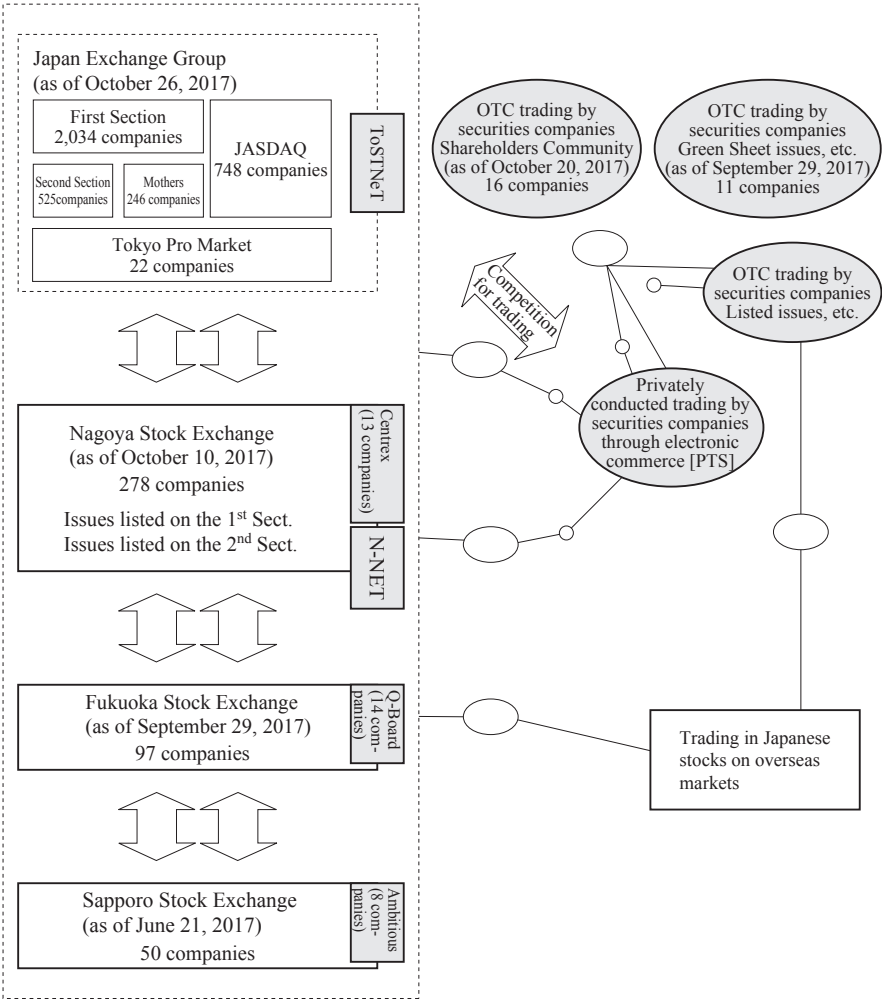 Japan Exchange Group
(as of October 26, 2017)
First Section
2,034 companies
JASDAQ
748 companies
Second Section
525companies
Mothers
246 companies
Tokyo Pro Market
22 companies
ToSTNeT
OTC trading by
securities companies
Shareholders Community
(as of October 20, 2017)
16 companies
OTC trading by
securities companies
Green Sheet issues, etc.
(as of September 29, 2017)
11 companies
Competition
for trading
OTC trading by
securities companies
Listed issues, etc.
Privately
conducted trading by
securities companies
through electronic
commerce [PTS]
Nagoya Stock Exchange
(as of October 10, 2017)
278 companies
Issues listed on the 1st Sect.
Issues listed on the 2nd Sect.
Centrex
(13 companies)
N-NET
Fukuoka Stock Exchange
(as of September 29, 2017)
97 companies
Q-Board
(14 com-
panies)
Trading in Japanese
stocks on overseas
markets
Sapporo Stock Exchange
(as of June 21, 2017)
50 companies
Ambitious
(8 com-
panies)